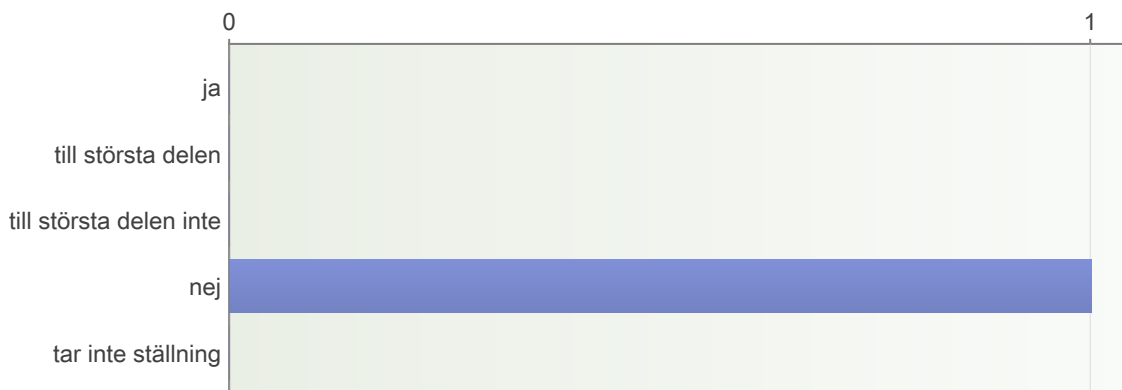 0 1
ja
till största delen
till största delen inte
nej
tar inte ställning